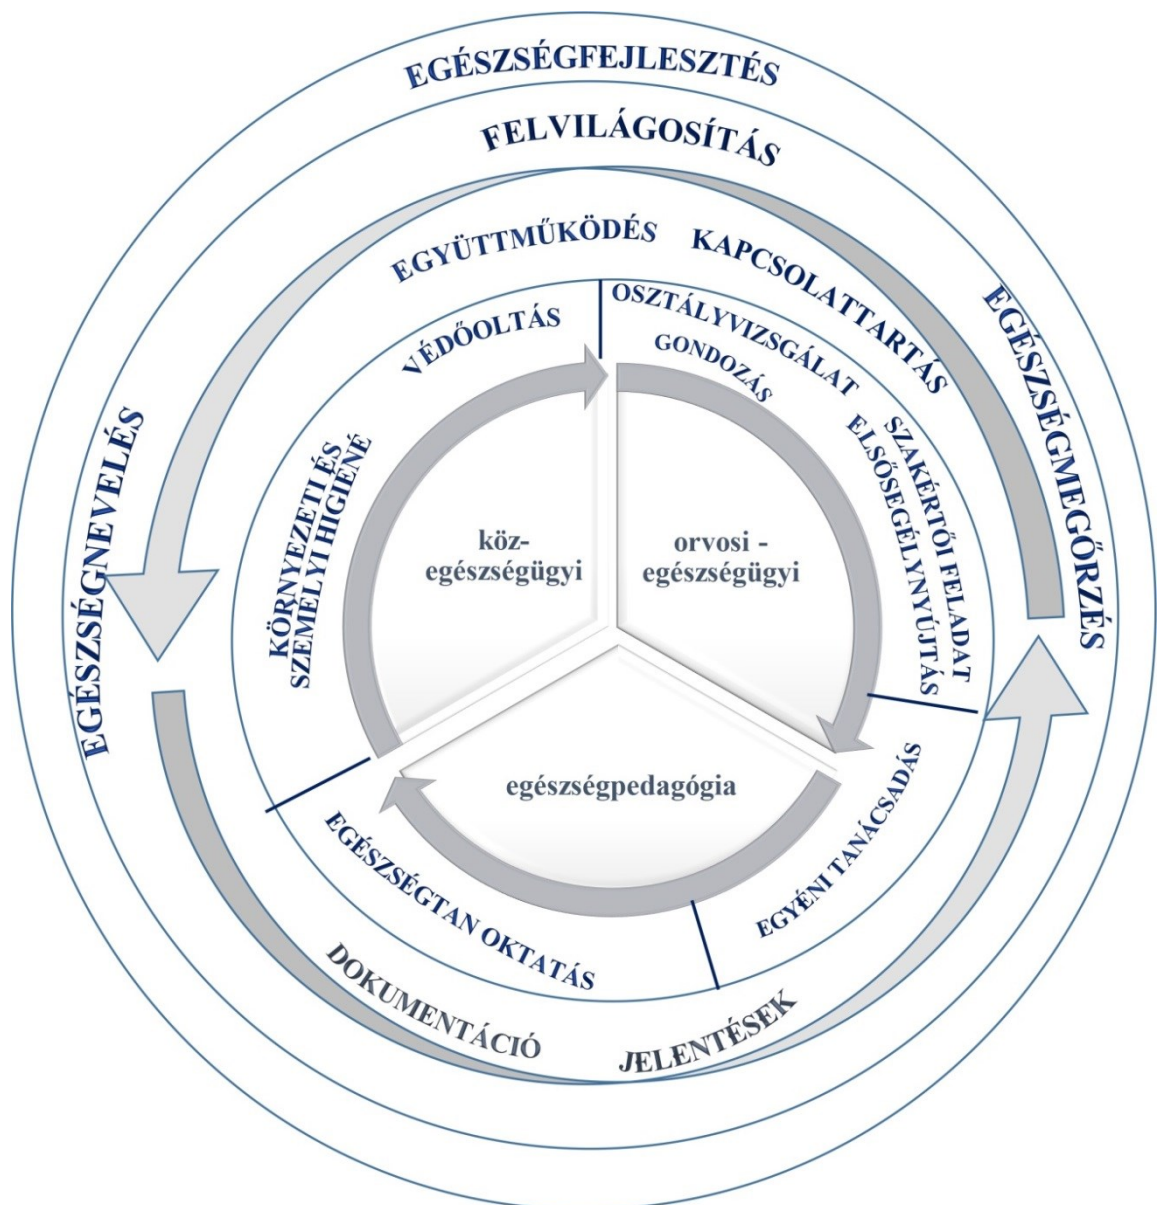 EGÉSZSÉGFEJLESZTÉS
FELVILÁGOSÍTÁS
EGYÜTTMŰKÖDÉS
KAPCSOLATTARTÁS
EGÉSZSÉGMEGŐRZÉS
EGÉSZSÉGNEVELÉS
VÉDŐOLTÁS
OSZTÁLYVIZSGÁLAT
GONDOZÁS
SZAKÉRTŐI FELADAT
ELSŐSEGÉLYNYÚJTÁS
KÖRNYEZETI ÉS
SZEMÉLYI HIGIÉNÉ
köz-
egészségügyi
orvosi -
egészségügyi
egészségpedagógia
EGÉSZSÉGTAN OKTATÁS
EGYÉNI TANÁCSADÁS
DOKUMENTÁCIÓ
JELENTÉSEK